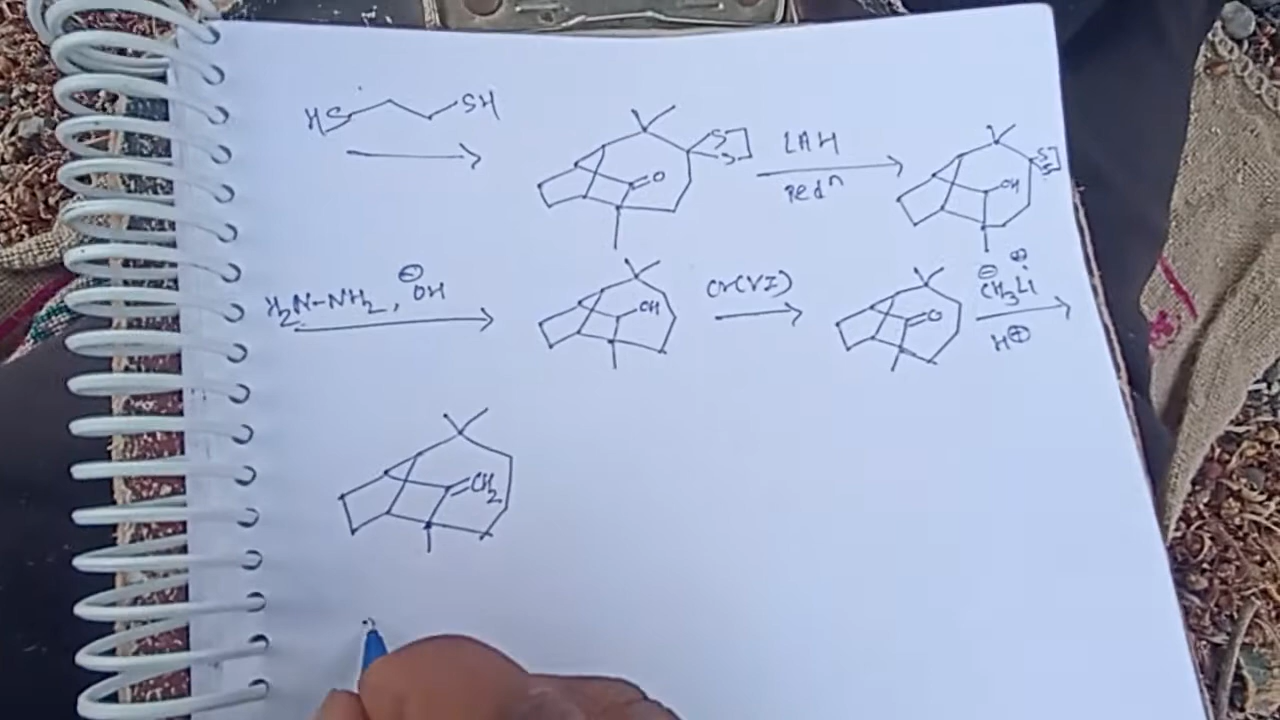 HS SH
S
S
O
LAH
redⁿ
S
S
OH
H₂N-NH₂, ⊖OH
OH
Cr(VI)
O
⊖ ⊕
CH₃Li
H⊕
CH₂